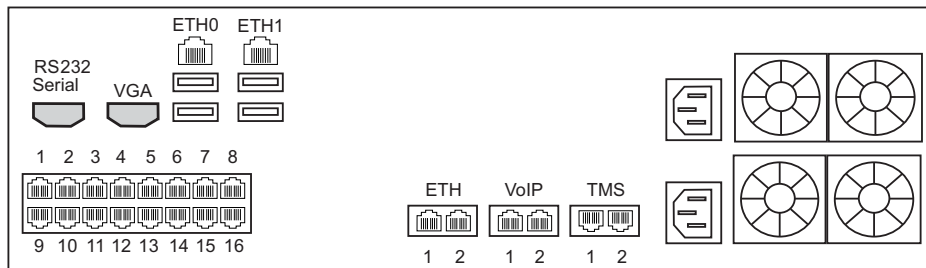 ETH0 ETH1
RS232
Serial
VGA
1 2 3 4 5 6 7 8
9 10 11 12 13 14 15 16
ETH VoIP TMS
1 2 1 2 1 2